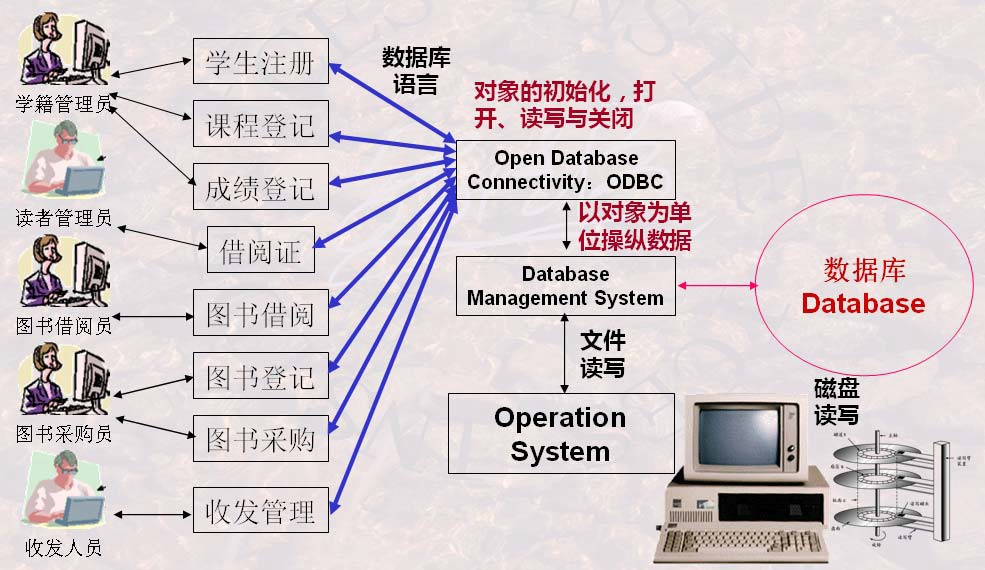 学籍管理员
读者管理员
图书借阅员
图书采购员
收发人员
学生注册
课程登记
成绩登记
借阅证
图书借阅
图书登记
图书采购
收发管理
数据库
语言
对象的初始化，打
开、读写与关闭
Open Database
Connectivity：ODBC
以对象为单
位操纵数据
Database
Management System
文件
读写
Operation
System
数据库
Database
磁盘
读写
主轴